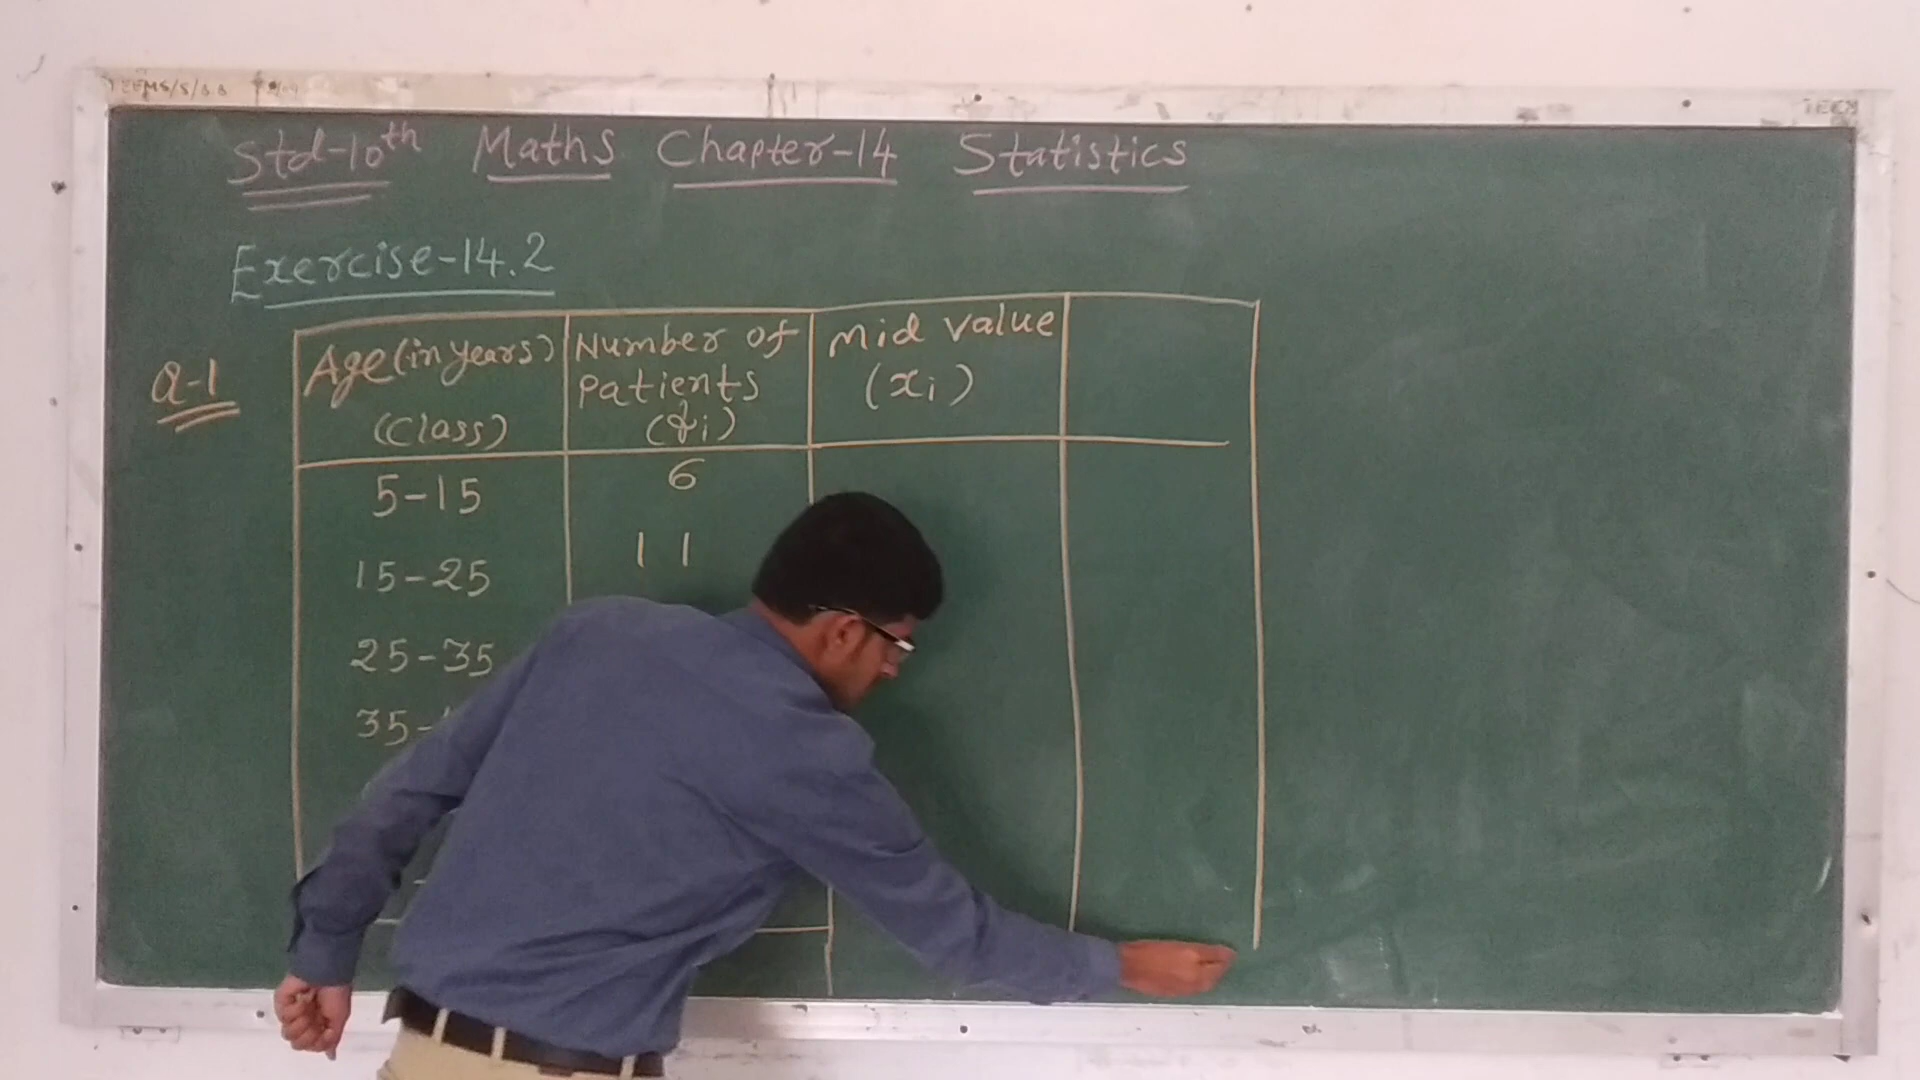 Std-10th Maths Chapter-14 Statistics
Exercise-14.2
Q-1
Age (in years)
(Class)
Number of
patients
(fi)
mid value
(xi)
5-15 6
15-25 11
25-35
35-